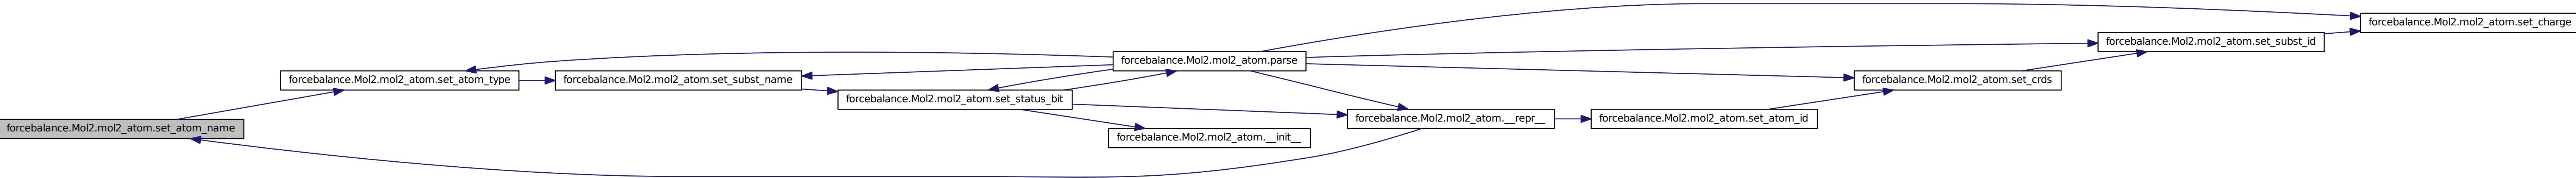 forcebalance.Mol2.mol2_atom.set_atom_name
forcebalance.Mol2.mol2_atom.set_atom_type
forcebalance.Mol2.mol2_atom.set_subst_name
forcebalance.Mol2.mol2_atom.set_status_bit
forcebalance.Mol2.mol2_atom.parse
forcebalance.Mol2.mol2_atom.__init__
forcebalance.Mol2.mol2_atom.__repr__
forcebalance.Mol2.mol2_atom.set_atom_id
forcebalance.Mol2.mol2_atom.set_crds
forcebalance.Mol2.mol2_atom.set_subst_id
forcebalance.Mol2.mol2_atom.set_charge